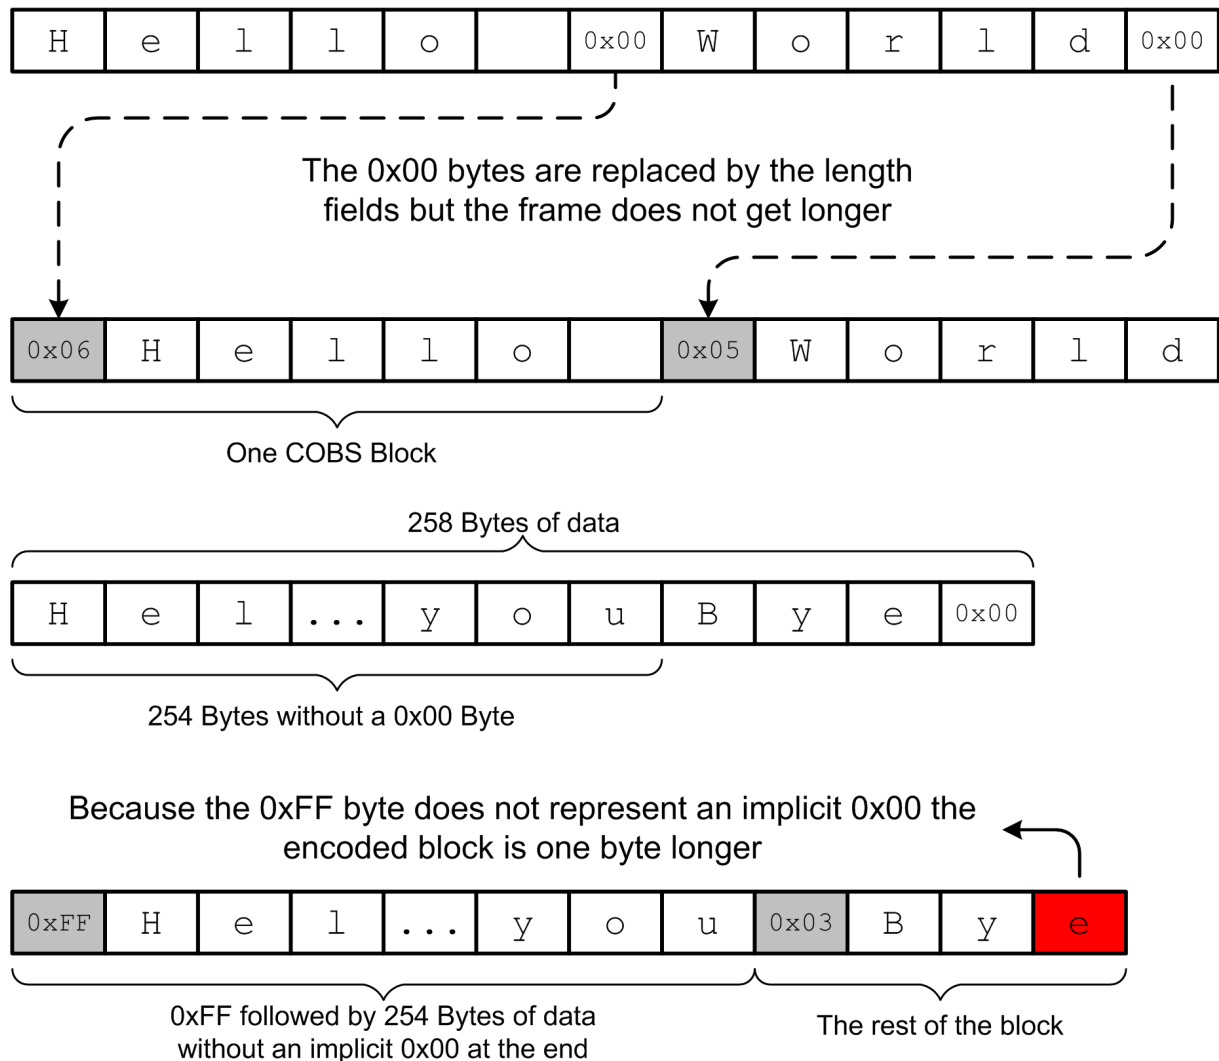 H e l l o 0x00 W o r l d 0x00
The 0x00 bytes are replaced by the length
fields but the frame does not get longer
0x06 H e l l o 0x05 W o r l d
One COBS Block
258 Bytes of data
H e l ... y o u B y e 0x00
254 Bytes without a 0x00 Byte
Because the 0xFF byte does not represent an implicit 0x00 the
encoded block is one byte longer
0xFF H e l ... y o u 0x03 B y e
0xFF followed by 254 Bytes of data
without an implicit 0x00 at the end
The rest of the block